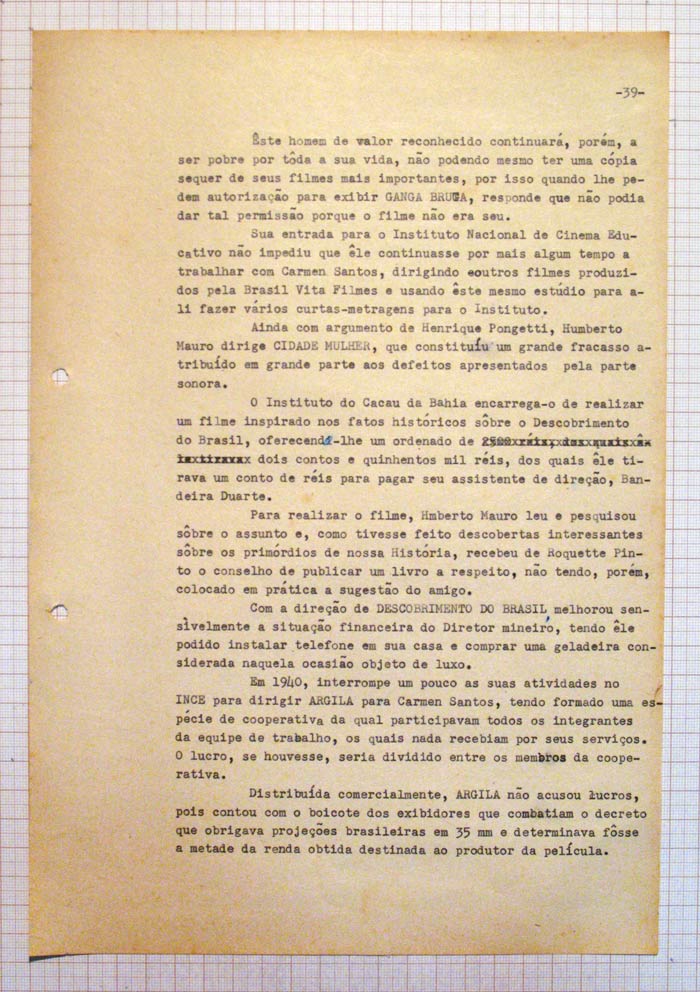 -39-
Êste homem de valor reconhecido continuará, porém, a
ser pobre por tôda a sua vida, não podendo mesmo ter uma cópia
sequer de seus filmes mais importantes, por isso quando lhe pe-
dem autorização para exibir GANGA BRUGA, responde que não podia
dar tal permissão porque o filme não era seu.
Sua entrada para o Instituto Nacional de Cinema Edu-
cativo não impediu que êle continuasse por mais algum tempo a
trabalhar com Carmen Santos, dirigindo eoutros filmes produzi-
dos pela Brasil Vita Filmes e usando êste mesmo estúdio para a-
li fazer vários curtas-metragens para o Instituto.
Ainda com argumento de Henrique Pongetti, Humberto
Mauro dirige CIDADE MULHER, que constituíu um grande fracasso a-
tribuído em grande parte aos defeitos apresentados pela parte
sonora.
O Instituto do Cacau da Bahia encarrega-o de realizar
um filme inspirado nos fatos históricos sôbre o Descobrimento
do Brasil, oferecendo-lhe um ordenado de
dois contos e quinhentos mil réis, dos quais êle ti-
rava um conto de réis para pagar seu assistente de direção, Ban-
deira Duarte.
Para realizar o filme, Hmberto Mauro leu e pesquisou
sôbre o assunto e, como tivesse feito descobertas interessantes
sôbre os primórdios de nossa História, recebeu de Roquette Pin-
to o conselho de publicar um livro a respeito, não tendo, porém,
colocado em prática a sugestão do amigo.
Com a direção de DESCOBRIMENTO DO BRASIL melhorou sen-
sìvelmente a situação financeira do Diretor mineiro, tendo êle
podido instalar telefone em sua casa e comprar uma geladeira con-
siderada naquela ocasião objeto de luxo.
Em 1940, interrompe um pouco as suas atividades no
INCE para dirigir ARGILA para Carmen Santos, tendo formado uma es-
pécie de cooperativa da qual participavam todos os integrantes
da equipe de trabalho, os quais nada recebiam por seus serviços.
O lucro, se houvesse, seria dividido entre os membros da coope-
rativa.
Distribuída comercialmente, ARGILA não acusou lucros,
pois contou com o boicote dos exibidores que combatiam o decreto
que obrigava projeções brasileiras em 35 mm e determinava fôsse
a metade da renda obtida destinada ao produtor da película.